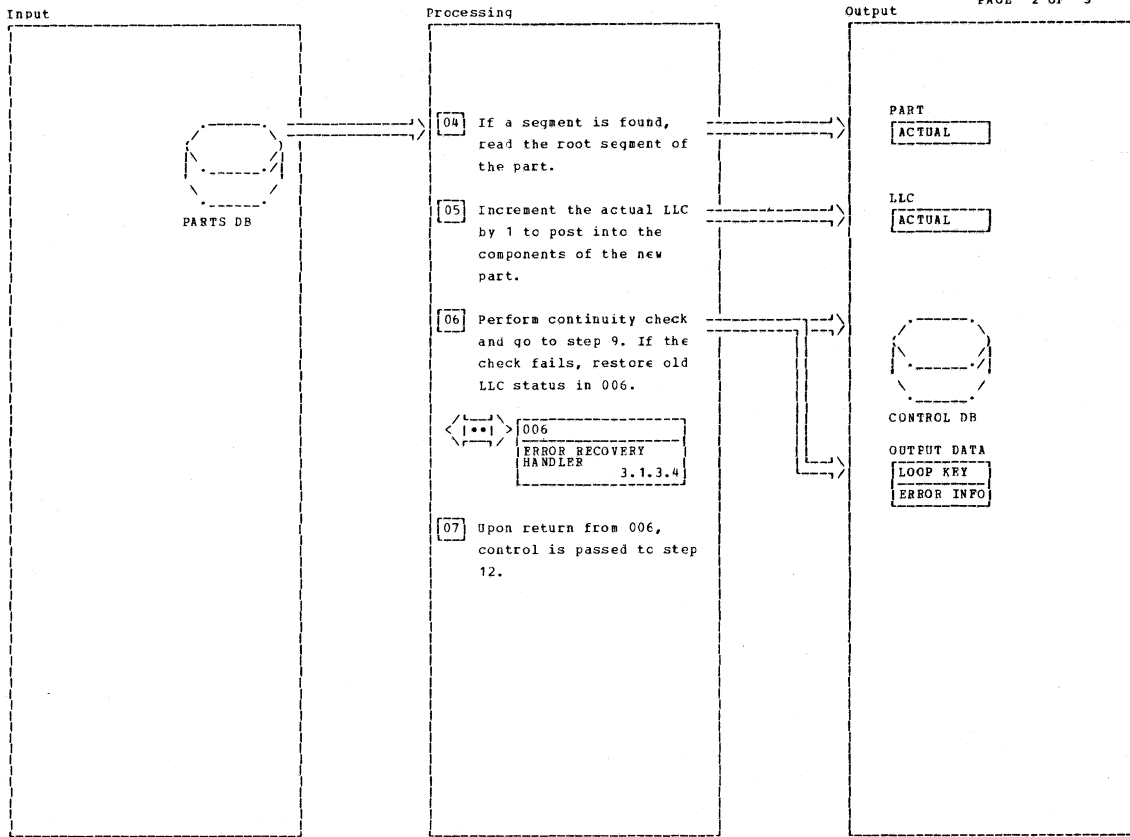 PAGE 2 OF 3
Input
Processing
Output
PARTS DB
04 If a segment is found,
read the root segment of
the part.
PART
ACTUAL
05 Increment the actual LLC
by 1 to post into the
components of the new
part.
LLC
ACTUAL
06 Perform continuity check
and go to step 9. If the
check fails, restore old
LLC status in 006.
CONTROL DB
006
ERROR RECOVERY
HANDLER
3.1.3.4
OUTPUT DATA
LOOP KEY
ERROR INFO
07 Upon return from 006,
control is passed to step
12.